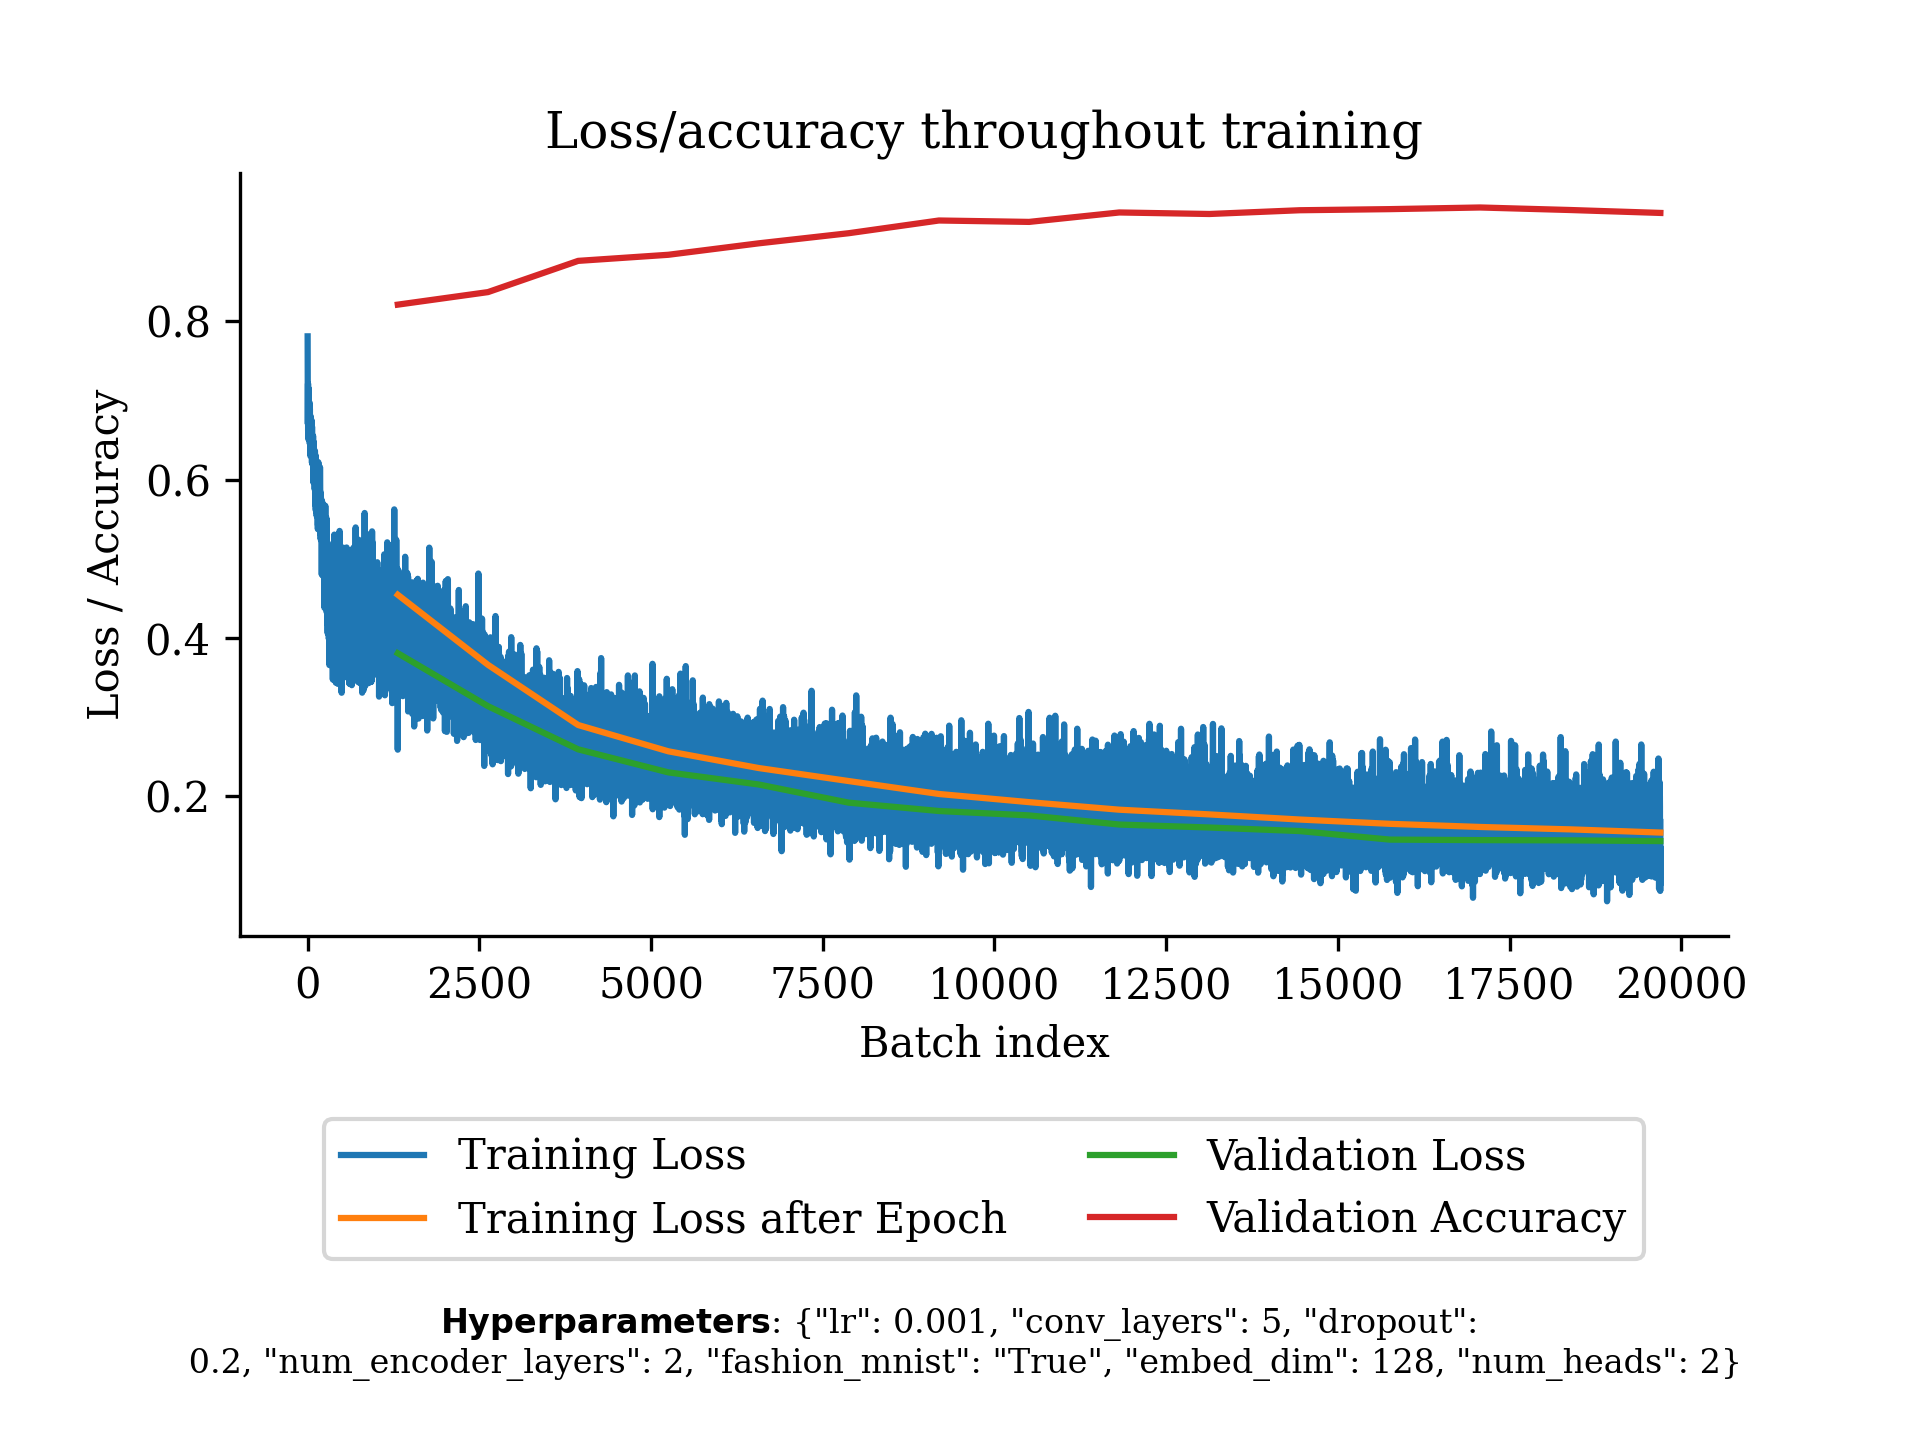 Loss/accuracy throughout training
Loss / Accuracy
0.8
0.6
0.4
0.2
0 2500 5000 7500 10000 12500 15000 17500 20000
Batch index
Training Loss
Training Loss after Epoch
Validation Loss
Validation Accuracy
Hyperparameters: {"lr": 0.001, "conv_layers": 5, "dropout":
0.2, "num_encoder_layers": 2, "fashion_mnist": "True", "embed_dim": 128, "num_heads": 2}